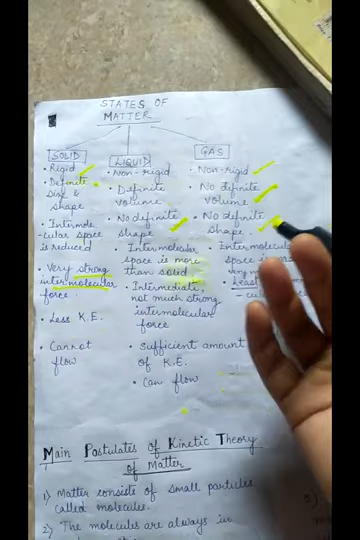 STATES OF
MATTER
SOLID
• Rigid
• Definite
size &
shape
• Intermole
-cular space
is reduced
• Very strong
intermolecular
force
• Less K.E.
• Cannot
flow
LIQUID
• Non-rigid
• Definite
volume
• No definite
shape
• Intermolecular
space is more
than solid
• Intermediate,
not much strong
intermolecular
force
• Sufficient amount
of K.E.
• Can flow
GAS
• Non-rigid
• No definite
volume
• No definite
shape
• Intermolecul
space is
very
• Least
cular
Main Postulates of Kinetic Theory
of Matter
1) Matter consists of small particles
called molecules.
2) The molecules are always in